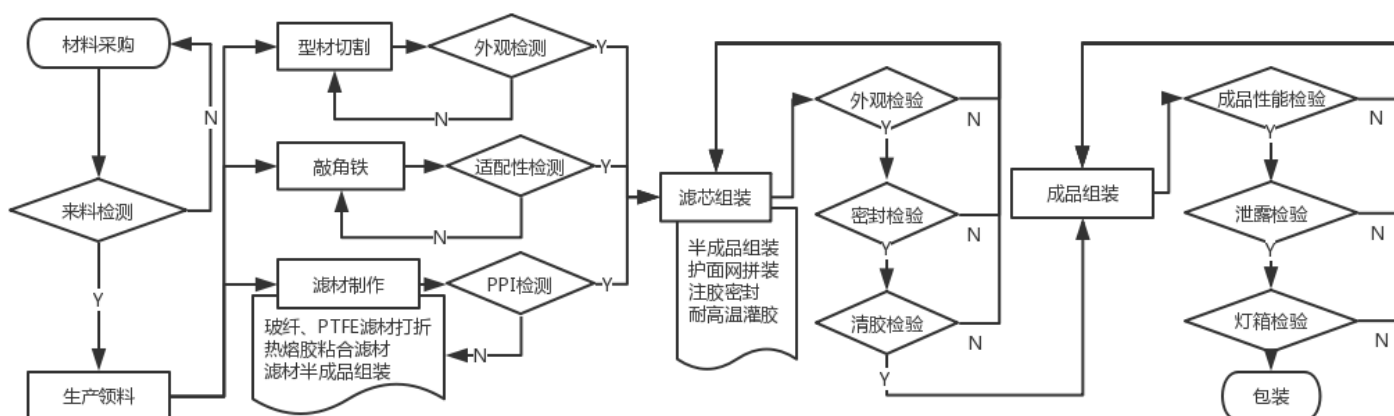 材料采购
N
来料检测
Y
生产领料
型材切割
外观检测
Y
N
敲角铁
适配性检测
Y
N
滤材制作
PPI检测
Y
N
玻纤、PTFE滤材打折
热熔胶粘合滤材
滤材半成品组装
滤芯组装
半成品组装
护面网拼装
注胶密封
耐高温灌胶
外观检验
Y
N
密封检验
Y
N
清胶检验
N
Y
成品组装
成品性能检验
Y
N
泄露检验
Y
N
灯箱检验
N
包装